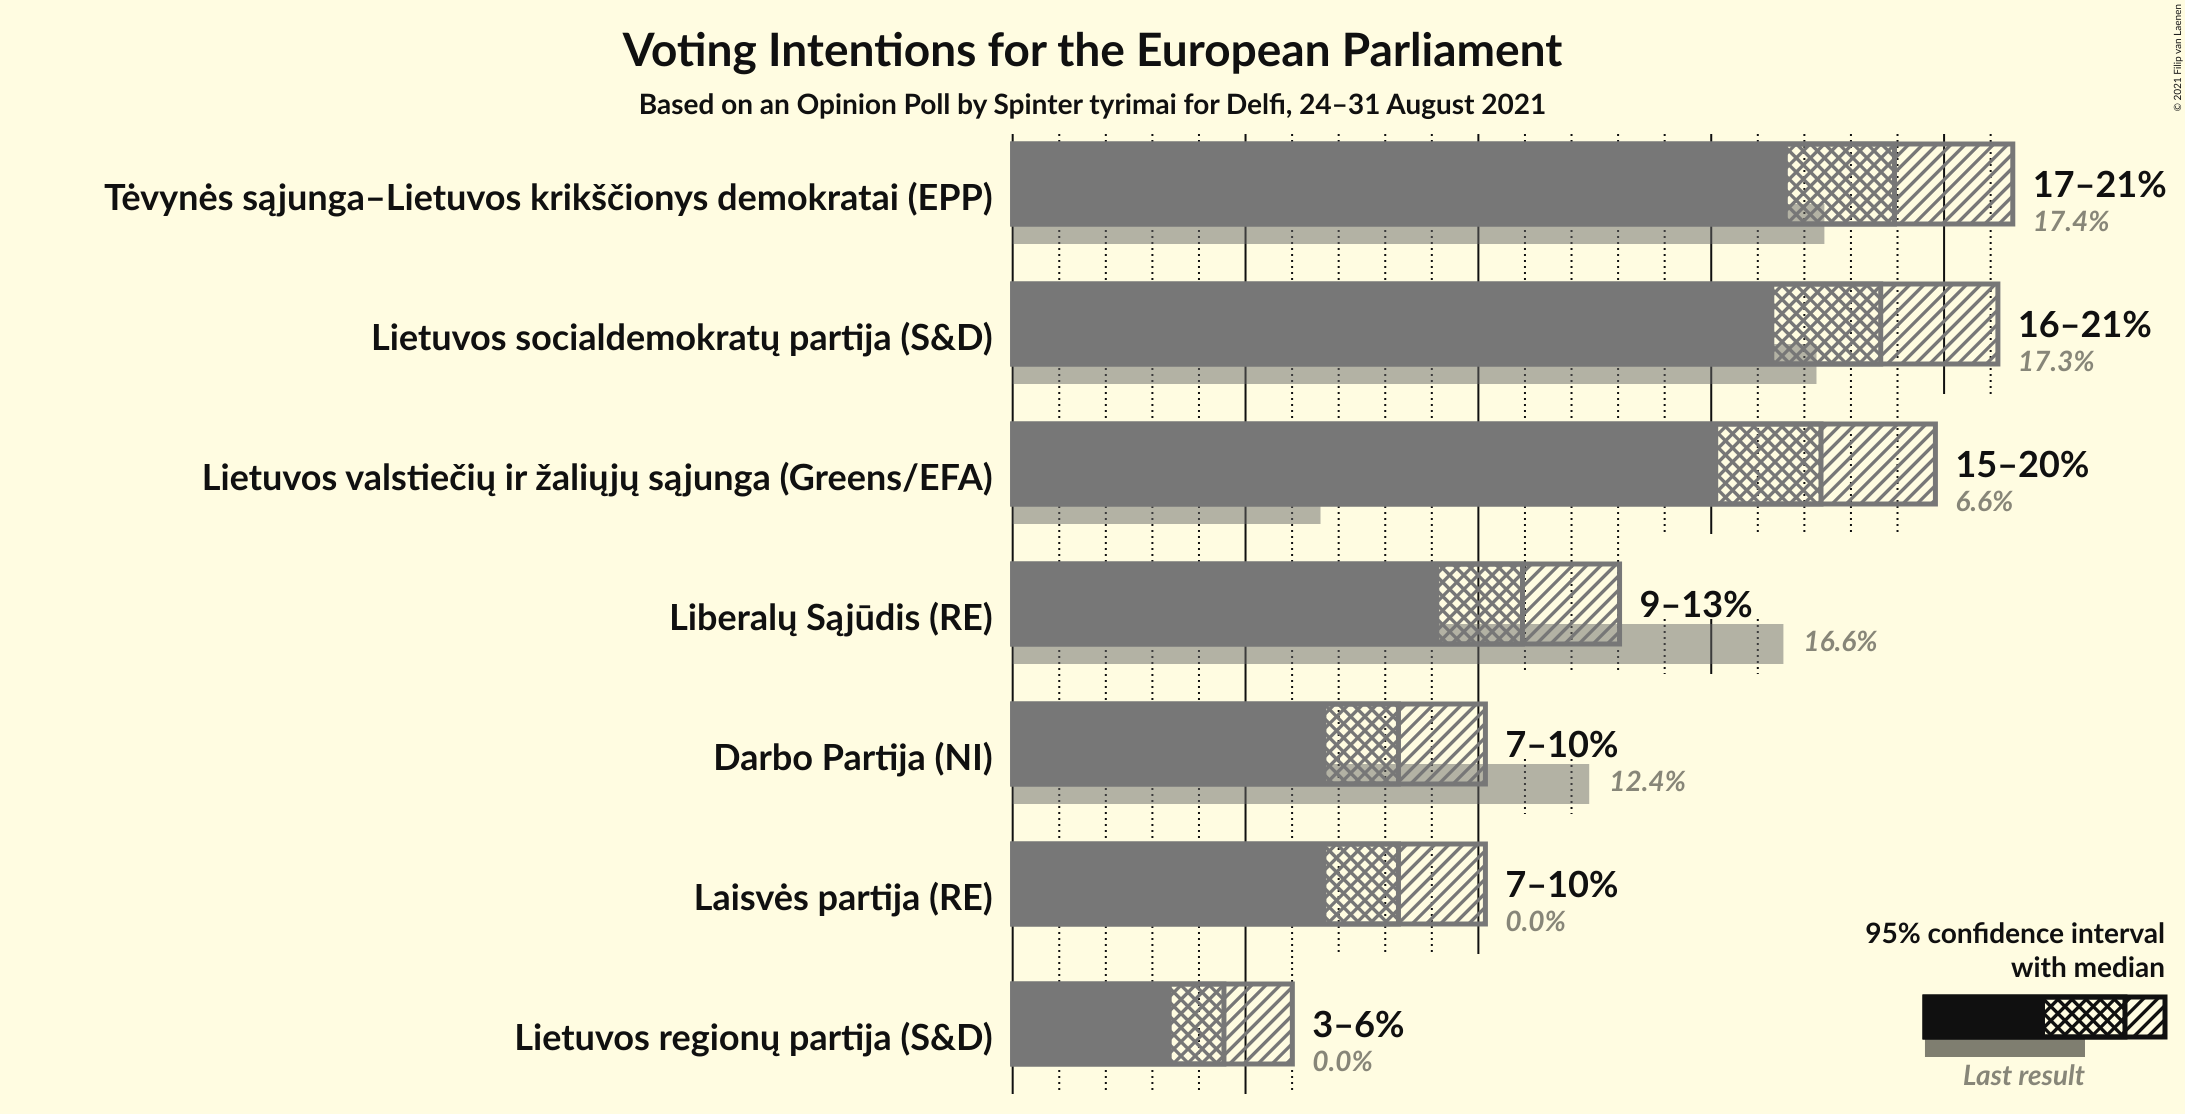 Voting Intentions for the European Parliament
Based on an Opinion Poll by Spinter tyrimai for Delfi, 24–31 August 2021
© 2021 Filip van Laenen
Tėvynės sąjunga–Lietuvos krikščionys demokratai (EPP)
17–21%
17.4%
Lietuvos socialdemokratų partija (S&D)
16–21%
17.3%
Lietuvos valstiečių ir žaliųjų sąjunga (Greens/EFA)
15–20%
6.6%
Liberalų Sąjūdis (RE)
9–13%
16.6%
Darbo Partija (NI)
7–10%
12.4%
Laisvės partija (RE)
7–10%
0.0%
Lietuvos regionų partija (S&D)
3–6%
0.0%
95% confidence interval
with median
Last result